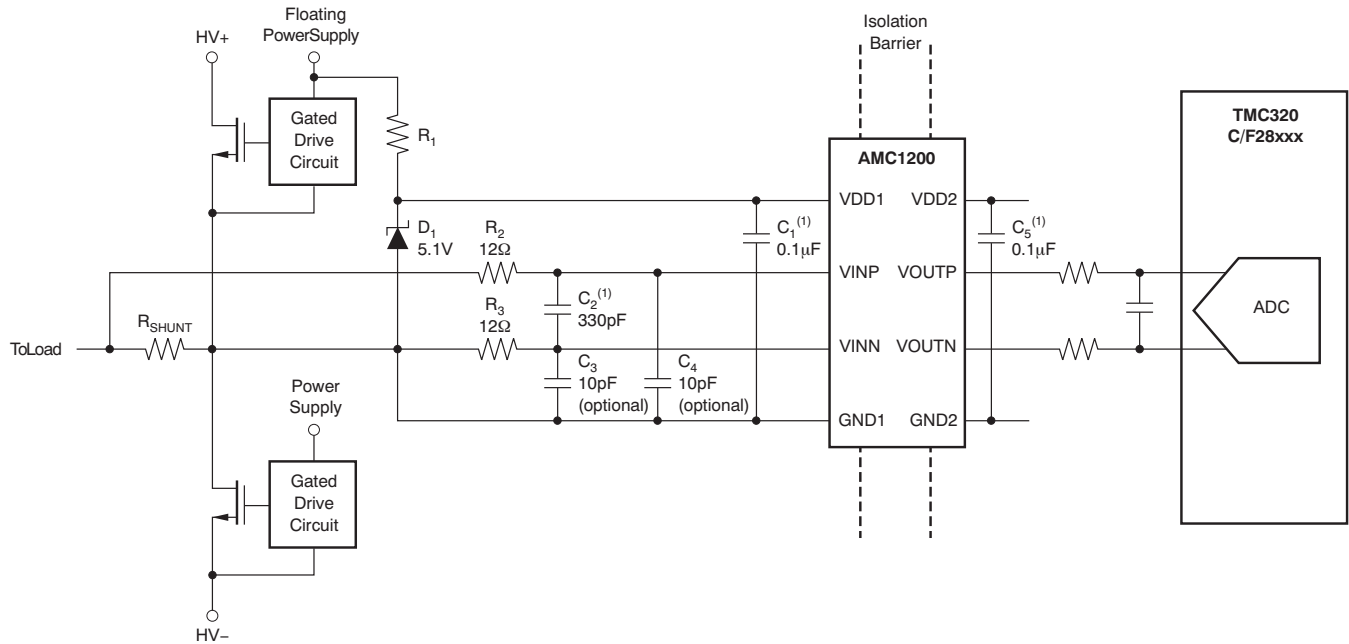 Floating
PowerSupply
HV+
Gated
Drive
Circuit
R1
Isolation
Barrier
TMC320
C/F28xxx
AMC1200
VDD1
VDD2
D1
5.1V
R2
12Ω
C1(1)
0.1μF
C5(1)
0.1μF
VINP
VOUTP
C2(1)
330pF
ADC
RSHUNT
R3
12Ω
ToLoad
VINN
VOUTN
C3
10pF
(optional)
C4
10pF
(optional)
Power
Supply
GND1
GND2
Gated
Drive
Circuit
HV−